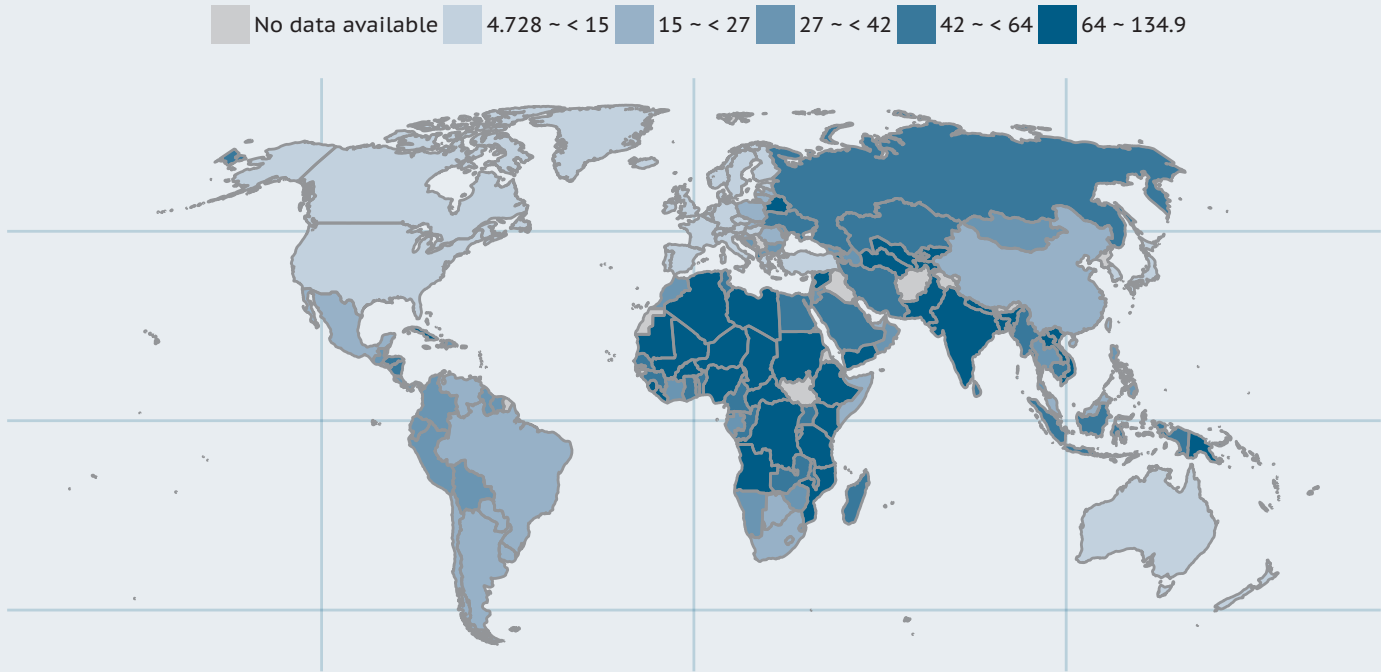 No data available 4.728 ~ < 15 15 ~ < 27 27 ~ < 42 42 ~ < 64 64 ~ 134.9